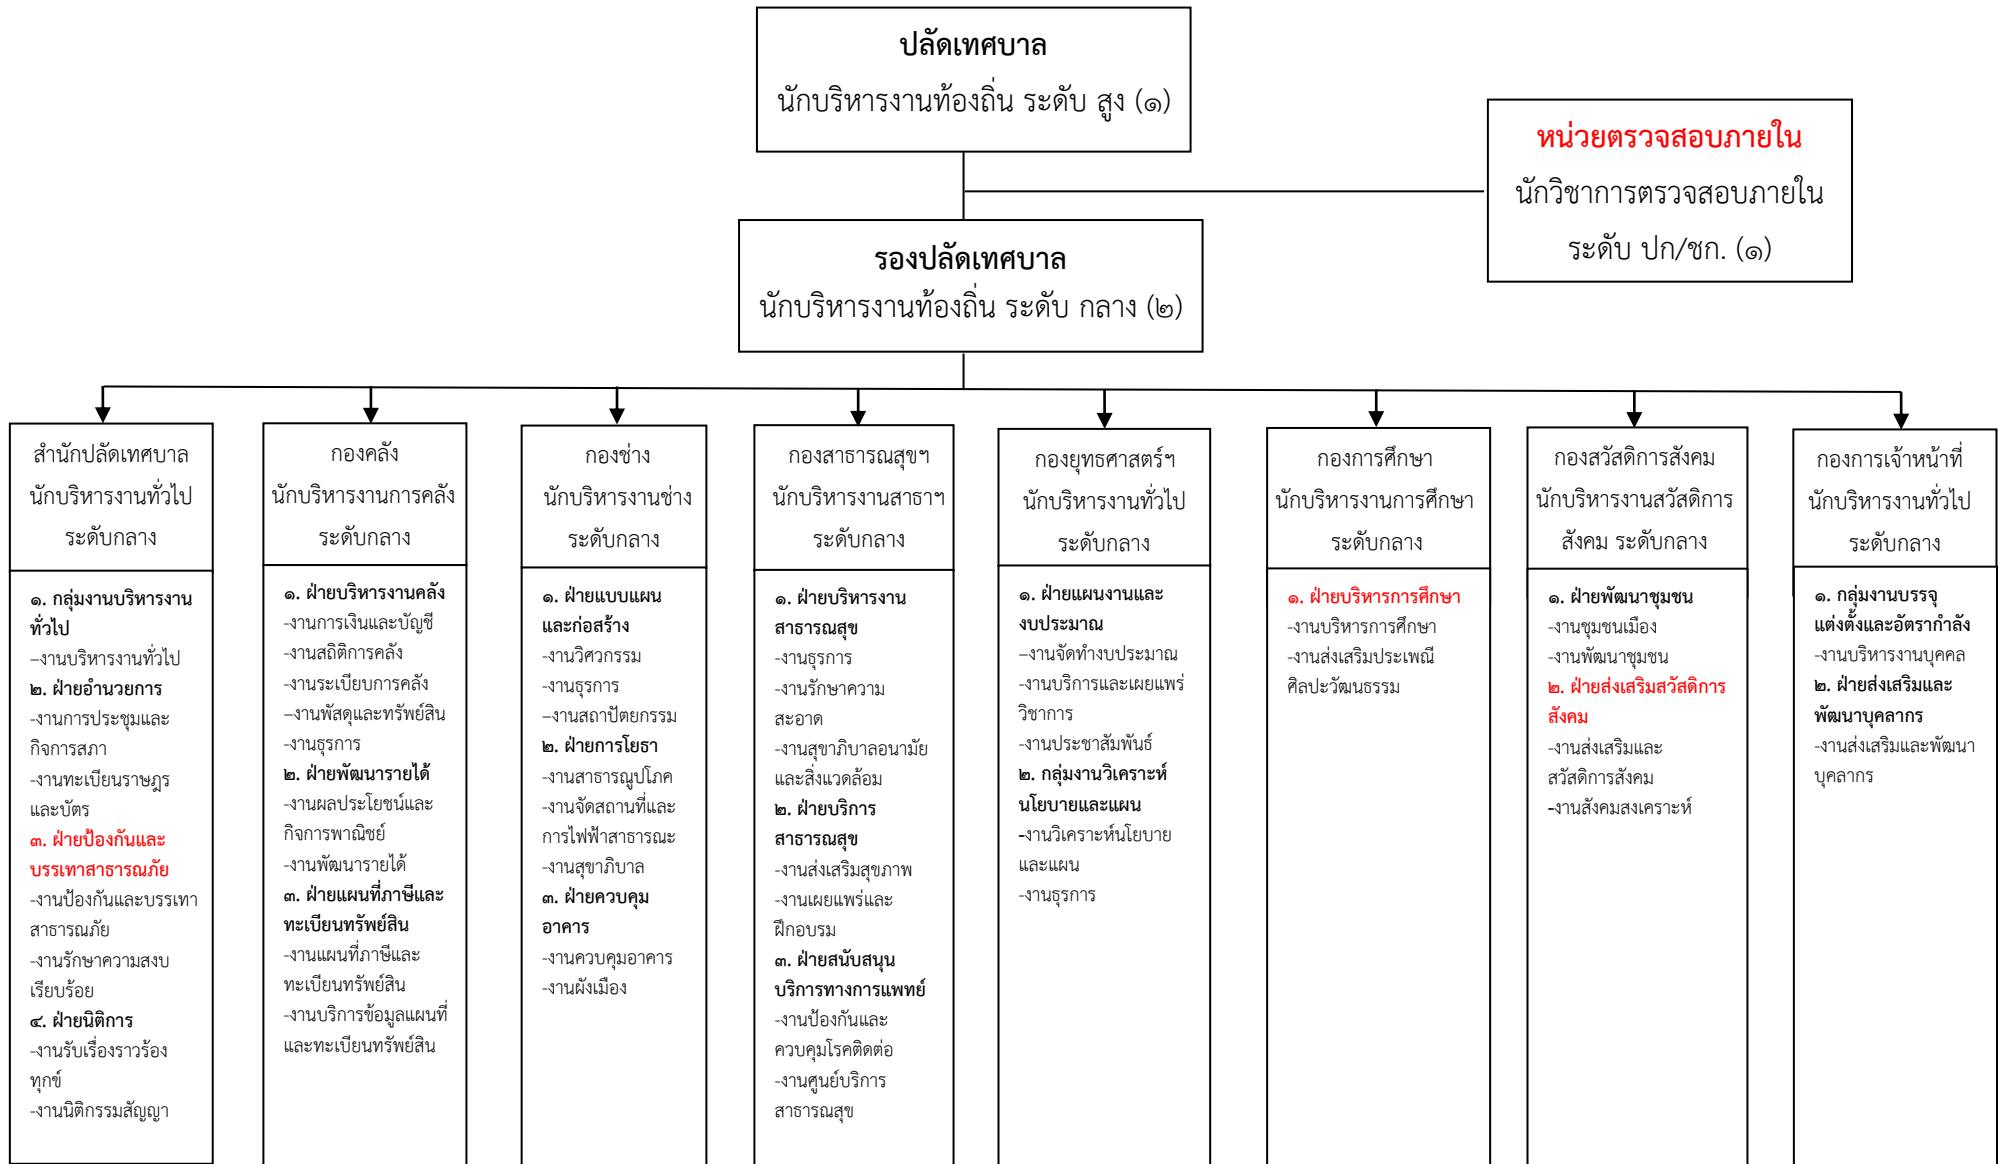 ปลัดเทศบาล
นักบริหารงานท้องถิ่น ระดับ สูง (๑)
หน่วยตรวจสอบภายใน
นักวิชาการตรวจสอบภายใน
ระดับ ปก/ชก. (๑)
รองปลัดเทศบาล
นักบริหารงานท้องถิ่น ระดับ กลาง (๒)
สำนักปลัดเทศบาล
นักบริหารงานทั่วไป
ระดับกลาง
๑. กลุ่มงานบริหารงาน
ทั่วไป
–งานบริหารงานทั่วไป
๒. ฝ่ายอำนวยการ
-งานการประชุมและ
กิจการสภา
-งานทะเบียนราษฎร
และบัตร
๓. ฝ่ายป้องกันและ
บรรเทาสาธารณภัย
-งานป้องกันและบรรเทา
สาธารณภัย
-งานรักษาความสงบ
เรียบร้อย
๔. ฝ่ายนิติการ
-งานรับเรื่องราวร้อง
ทุกข์
-งานนิติกรรมสัญญา
กองคลัง
นักบริหารงานการคลัง
ระดับกลาง
๑. ฝ่ายบริหารงานคลัง
-งานการเงินและบัญชี
-งานสถิติการคลัง
-งานระเบียบการคลัง
–งานพัสดุและทรัพย์สิน
-งานธุรการ
๒. ฝ่ายพัฒนารายได้
-งานผลประโยชน์และ
กิจการพาณิชย์
-งานพัฒนารายได้
๓. ฝ่ายแผนที่ภาษีและ
ทะเบียนทรัพย์สิน
-งานแผนที่ภาษีและ
ทะเบียนทรัพย์สิน
-งานบริการข้อมูลแผนที่
และทะเบียนทรัพย์สิน
กองช่าง
นักบริหารงานช่าง
ระดับกลาง
๑. ฝ่ายแบบแผน
และก่อสร้าง
-งานวิศวกรรม
-งานธุรการ
–งานสถาปัตยกรรม
๒. ฝ่ายการโยธา
-งานสาธารณูปโภค
-งานจัดสถานที่และ
การไฟฟ้าสาธารณะ
-งานสุขาภิบาล
๓. ฝ่ายควบคุม
อาคาร
-งานควบคุมอาคาร
-งานผังเมือง
กองสาธารณสุขฯ
นักบริหารงานสาธาฯ
ระดับกลาง
๑. ฝ่ายบริหารงาน
สาธารณสุข
-งานธุรการ
-งานรักษาความ
สะอาด
-งานสุขาภิบาลอนามัย
และสิ่งแวดล้อม
๒. ฝ่ายบริการ
สาธารณสุข
-งานส่งเสริมสุขภาพ
-งานเผยแพร่และ
ฝึกอบรม
๓. ฝ่ายสนับสนุน
บริการทางการแพทย์
-งานป้องกันและ
ควบคุมโรคติดต่อ
-งานศูนย์บริการ
สาธารณสุข
กองยุทธศาสตร์ฯ
นักบริหารงานทั่วไป
ระดับกลาง
๑. ฝ่ายแผนงานและ
งบประมาณ
–งานจัดทำงบประมาณ
-งานบริการและเผยแพร่
วิชาการ
-งานประชาสัมพันธ์
๒. กลุ่มงานวิเคราะห์
นโยบายและแผน
-งานวิเคราะห์นโยบาย
และแผน
-งานธุรการ
กองการศึกษา
นักบริหารงานการศึกษา
ระดับกลาง
๑. ฝ่ายบริหารการศึกษา
-งานบริหารการศึกษา
-งานส่งเสริมประเพณี
ศิลปะวัฒนธรรม
กองสวัสดิการสังคม
นักบริหารงานสวัสดิการ
สังคม ระดับกลาง
๑. ฝ่ายพัฒนาชุมชน
-งานชุมชนเมือง
-งานพัฒนาชุมชน
๒. ฝ่ายส่งเสริมสวัสดิการ
สังคม
-งานส่งเสริมและ
สวัสดิการสังคม
-งานสังคมสงเคราะห์
กองการเจ้าหน้าที่
นักบริหารงานทั่วไป
ระดับกลาง
๑. กลุ่มงานบรรจุ
แต่งตั้งและอัตรากำลัง
-งานบริหารงานบุคคล
๒. ฝ่ายส่งเสริมและ
พัฒนาบุคลากร
-งานส่งเสริมและพัฒนา
บุคลากร